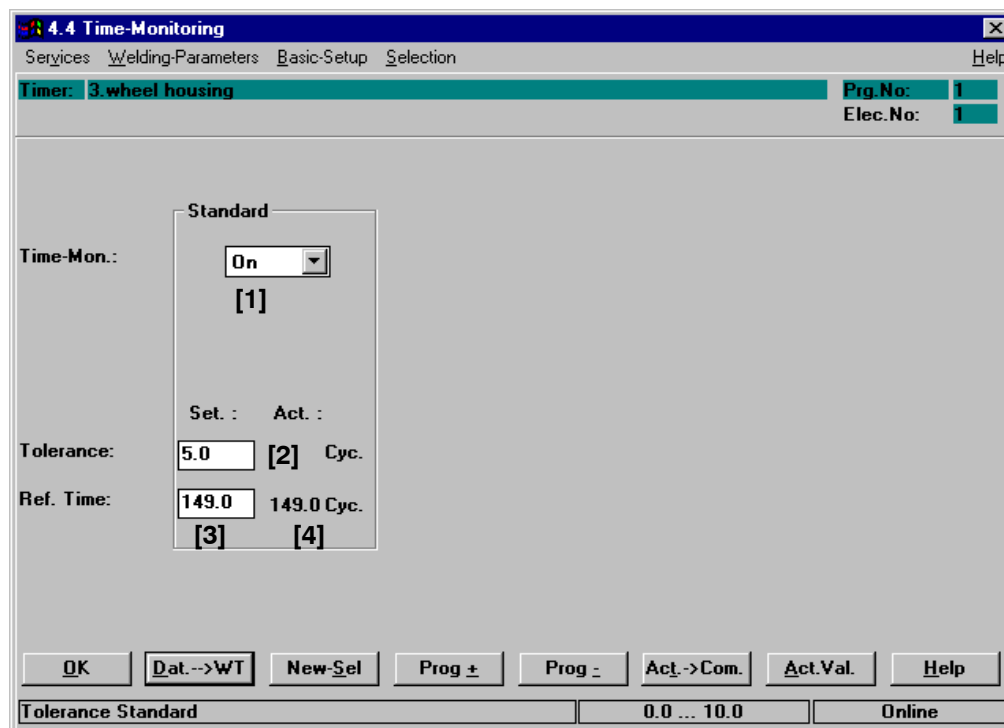 4.4 Time-Monitoring
Services Welding-Parameters Basic-Setup Selection Help
Timer: 3.wheel housing Prg.No: 1
Elec.No: 1
Standard
Time-Mon.: On
[1]
Set. : Act. :
Tolerance: 5.0 [2] Cyc.
Ref. Time: 149.0 149.0 Cyc.
[3] [4]
OK Dat.-->WT New-Sel Prog + Prog - Act.->Com. Act.Val. Help
Tolerance Standard 0.0 ... 10.0 Online